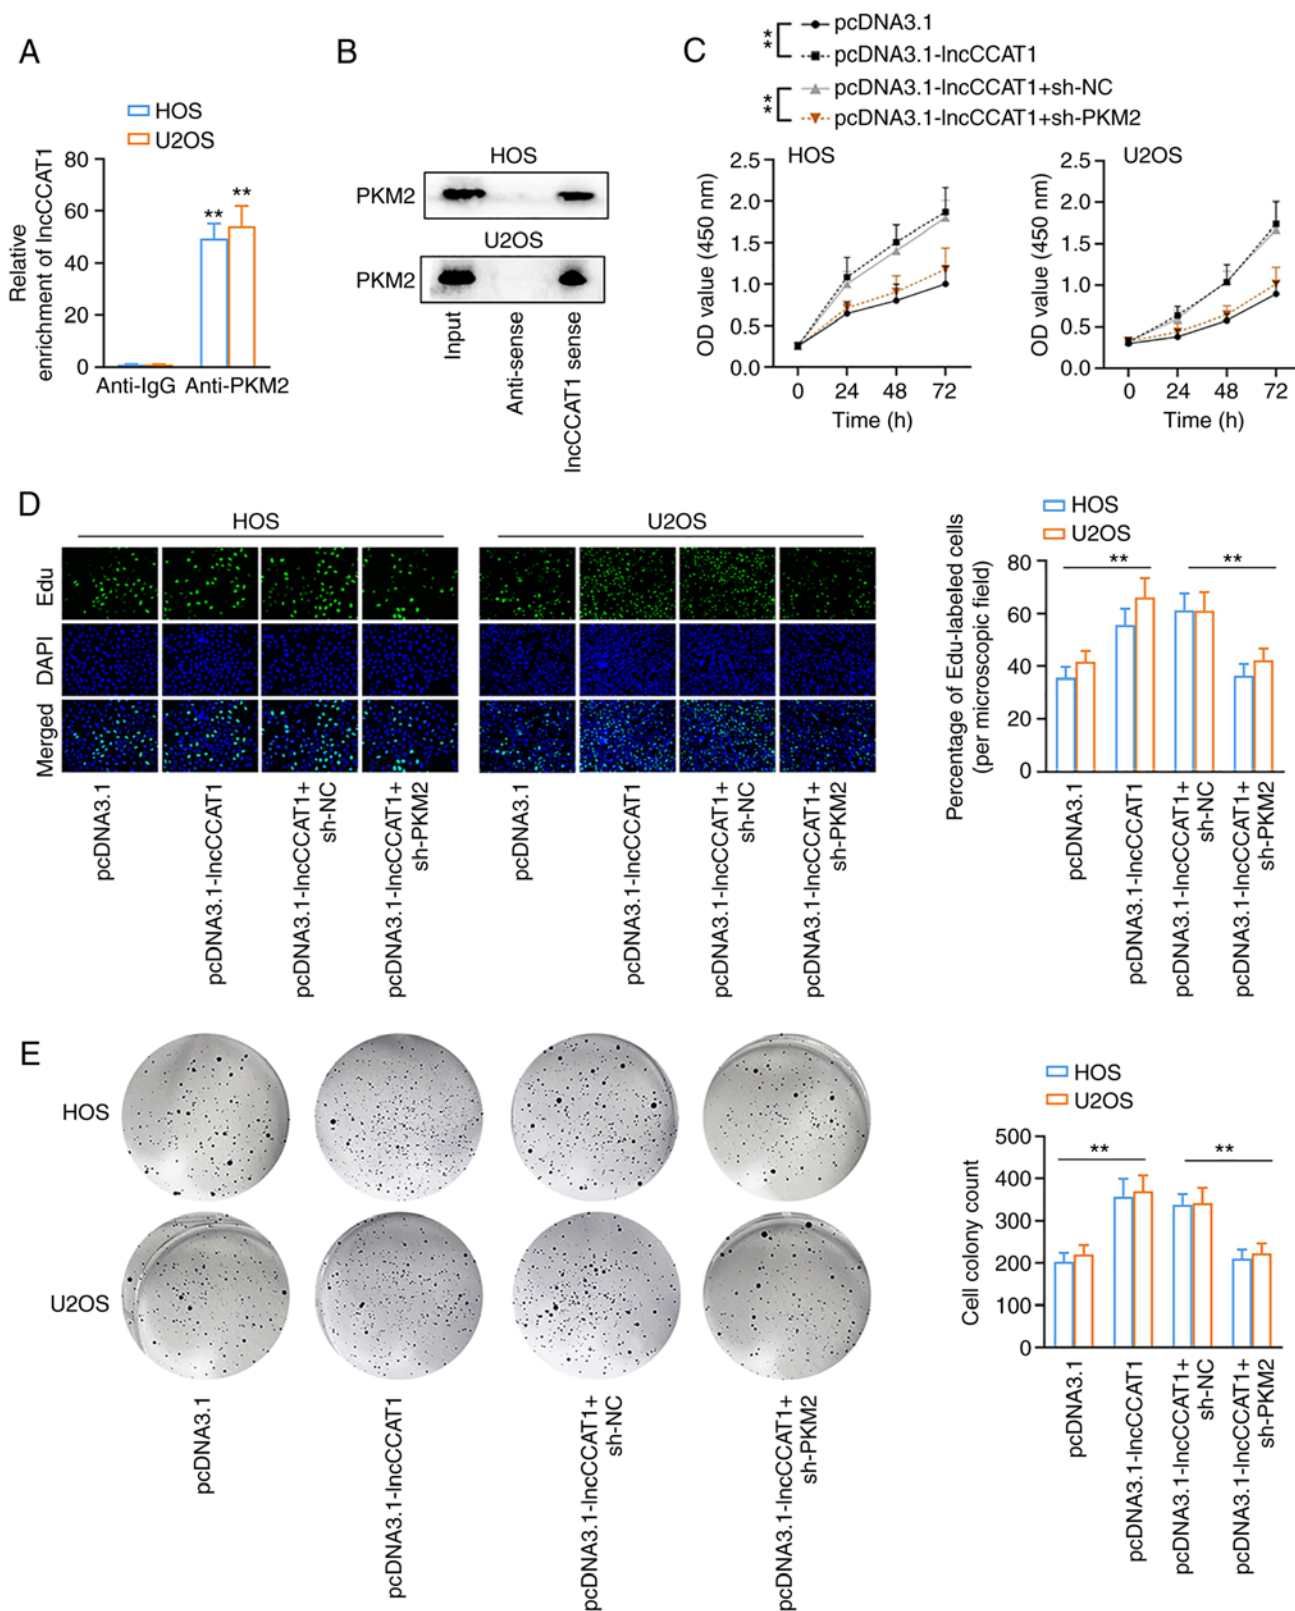 A
HOS
U2OS
Relative
enrichment of lncCCAT1
80
60
40
20
0
**
**
Anti-IgG
Anti-PKM2
B
HOS
PKM2
U2OS
PKM2
Input
Anti-sense
lncCCAT1 sense
C
**
pcDNA3.1
pcDNA3.1-lncCCAT1
**
pcDNA3.1-lncCCAT1+sh-NC
pcDNA3.1-lncCCAT1+sh-PKM2
HOS
OD value (450 nm)
2.5
2.0
1.5
1.0
0.5
0.0
0 24 48 72
Time (h)
U2OS
OD value (450 nm)
2.5
2.0
1.5
1.0
0.5
0.0
0 24 48 72
Time (h)
D
HOS
U2OS
Edu
DAPI
Merged
pcDNA3.1
pcDNA3.1-lncCCAT1
pcDNA3.1-lncCCAT1+
sh-NC
pcDNA3.1-lncCCAT1+
sh-PKM2
pcDNA3.1
pcDNA3.1-lncCCAT1
pcDNA3.1-lncCCAT1+
sh-NC
pcDNA3.1-lncCCAT1+
sh-PKM2
HOS
U2OS
Percentage of Edu-labeled cells
(per microscopic field)
80
60
40
20
0
**
**
pcDNA3.1
pcDNA3.1-lncCCAT1
pcDNA3.1-lncCCAT1+
sh-NC
pcDNA3.1-lncCCAT1+
sh-PKM2
E
HOS
U2OS
pcDNA3.1
pcDNA3.1-lncCCAT1
pcDNA3.1-lncCCAT1+
sh-NC
pcDNA3.1-lncCCAT1+
sh-PKM2
HOS
U2OS
Cell colony count
500
400
300
200
100
0
**
**
pcDNA3.1
pcDNA3.1-lncCCAT1
pcDNA3.1-lncCCAT1+
sh-NC
pcDNA3.1-lncCCAT1+
sh-PKM2